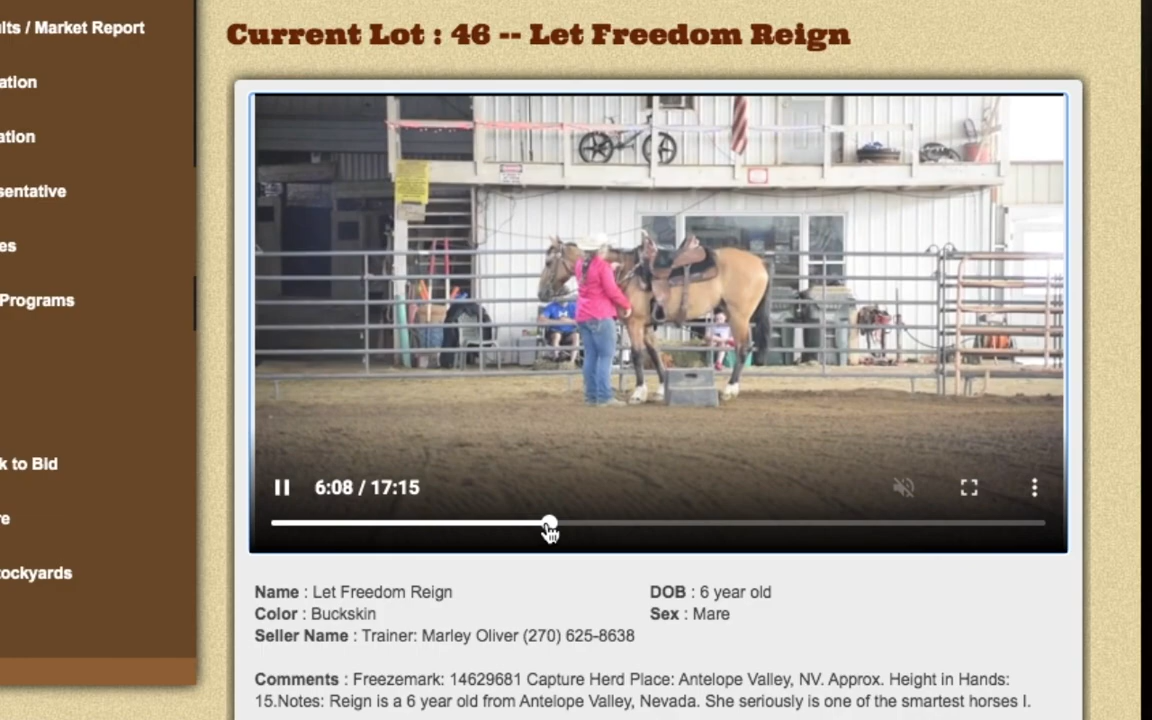 lts / Market Report
ation
ation
sentative
es
Programs
k to Bid
re
tockyards
Current Lot : 46 -- Let Freedom Reign
6:08 / 17:15
Name : Let Freedom Reign
DOB : 6 year old
Color : Buckskin
Sex : Mare
Seller Name : Trainer: Marley Oliver (270) 625-8638
Comments : Freezemark: 14629681 Capture Herd Place: Antelope Valley, NV. Approx. Height in Hands:
15.Notes: Reign is a 6 year old from Antelope Valley, Nevada. She seriously is one of the smartest horses I.